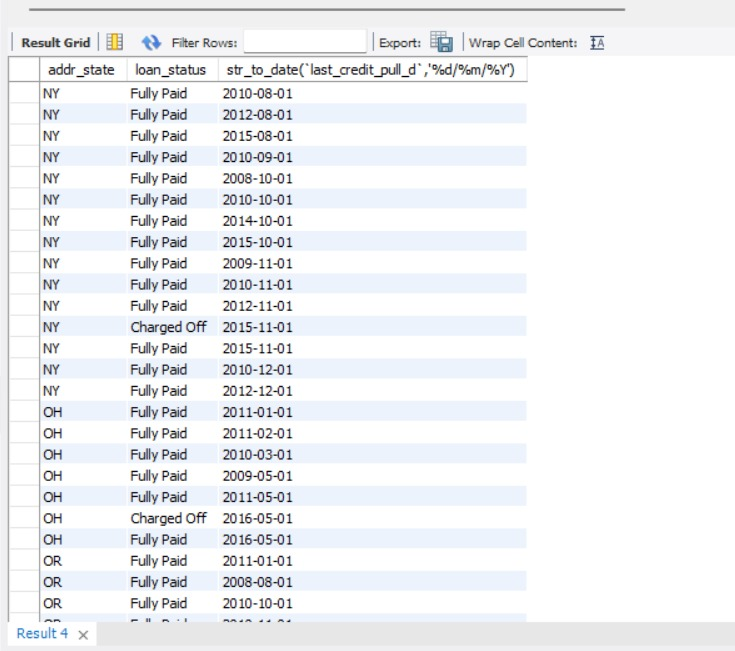 Result Grid Filter Rows: Export: Wrap Cell Content: IA
addr_state loan_status str_to_date(`last_credit_pull_d`,'%d/%m/%Y')
NY Fully Paid 2010-08-01
NY Fully Paid 2012-08-01
NY Fully Paid 2015-08-01
NY Fully Paid 2010-09-01
NY Fully Paid 2008-10-01
NY Fully Paid 2010-10-01
NY Fully Paid 2014-10-01
NY Fully Paid 2015-10-01
NY Fully Paid 2009-11-01
NY Fully Paid 2010-11-01
NY Fully Paid 2012-11-01
NY Charged Off 2015-11-01
NY Fully Paid 2015-11-01
NY Fully Paid 2010-12-01
NY Fully Paid 2012-12-01
OH Fully Paid 2011-01-01
OH Fully Paid 2011-02-01
OH Fully Paid 2010-03-01
OH Fully Paid 2009-05-01
OH Fully Paid 2011-05-01
OH Charged Off 2016-05-01
OH Fully Paid 2016-05-01
OR Fully Paid 2011-01-01
OR Fully Paid 2008-08-01
OR Fully Paid 2010-10-01
Result 4